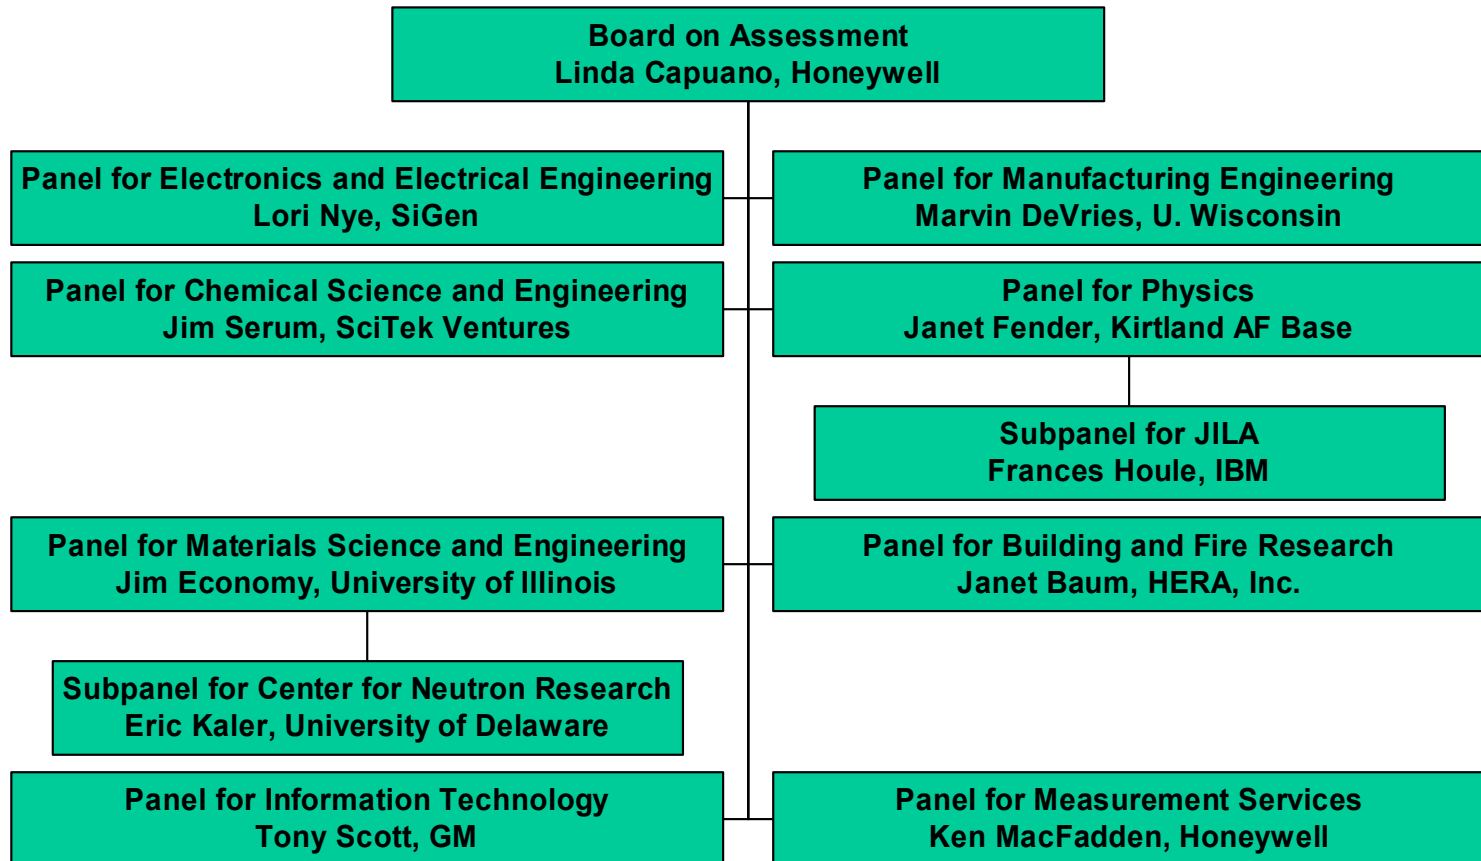 Board on Assessment
Linda Capuano, Honeywell
Panel for Electronics and Electrical Engineering
Lori Nye, SiGen
Panel for Manufacturing Engineering
Marvin DeVries, U. Wisconsin
Panel for Chemical Science and Engineering
Jim Serum, SciTek Ventures
Panel for Physics
Janet Fender, Kirtland AF Base
Subpanel for JILA
Frances Houle, IBM
Panel for Materials Science and Engineering
Jim Economy, University of Illinois
Panel for Building and Fire Research
Janet Baum, HERA, Inc.
Subpanel for Center for Neutron Research
Eric Kaler, University of Delaware
Panel for Information Technology
Tony Scott, GM
Panel for Measurement Services
Ken MacFadden, Honeywell